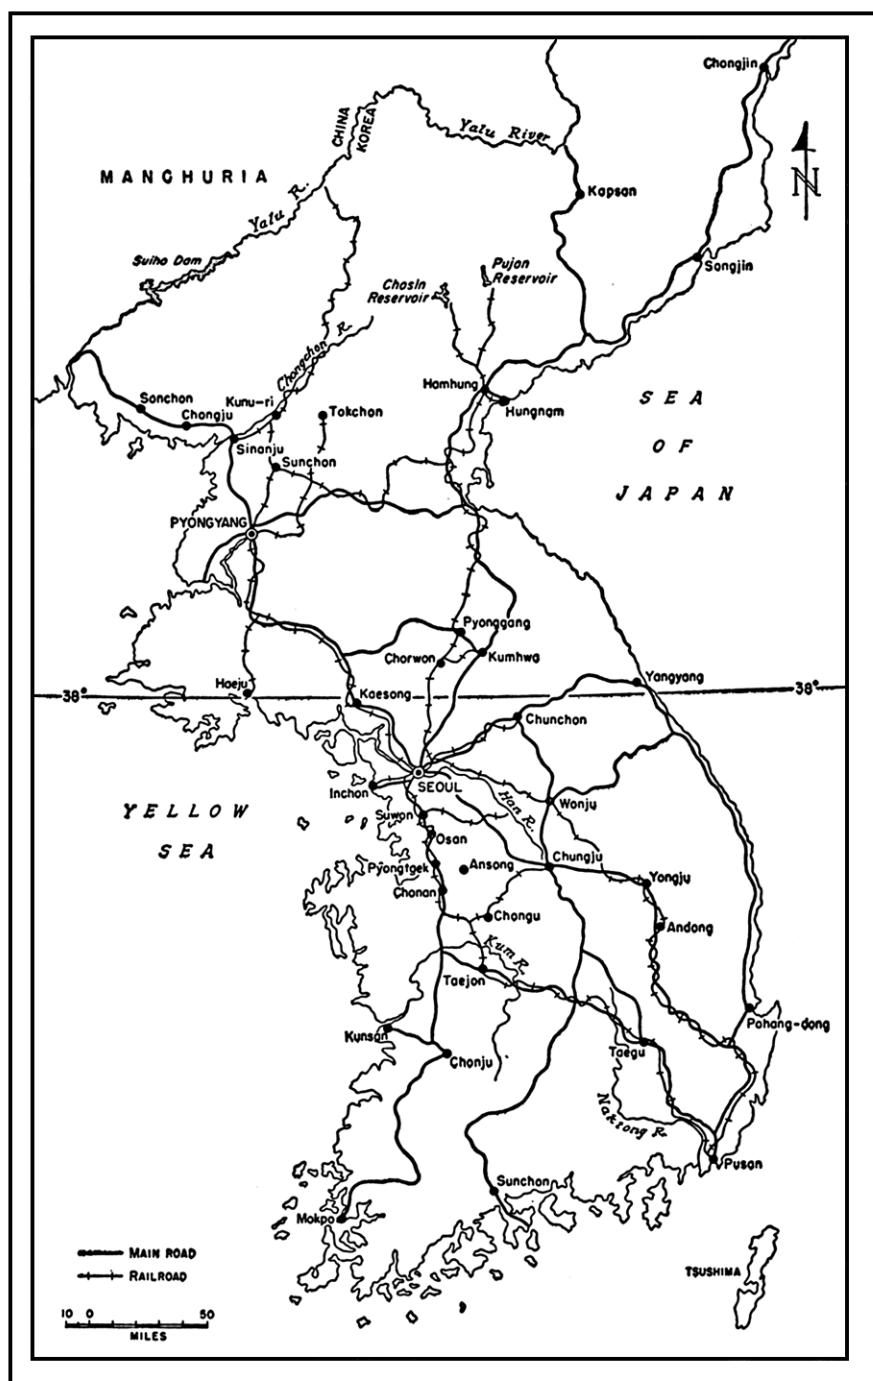 Chongjin
CHINA
KOREA
Yalu River
N
MANCHURIA
Kapsan
Yalu R.
Suiho Dam
Songjin
Pujon
Reservoir
Chosin
Reservoir
Chongchon R.
Sonchon
Kunu-ri
Hamhung
Hungnam
SEA
OF
JAPAN
Chongju
Tokchon
Sinanju
Sunchon
PYONGYANG
Pyonggang
Chorwon
Kumhwa
Haeju
Yangyang
38°
38°
Kaesong
Chunchon
Inchon
SEOUL
Han R.
Wonju
YELLOW
SEA
Suwon
Osan
Pyongtgek
Ansong
Chungju
Yongju
Chonan
Chongu
Andong
Kum R.
Taejon
Kunsan
Chonju
Taegu
Pohang-dong
Naktong R.
Pusan
Sunchon
Mokpo
MAIN ROAD
RAILROAD
TSUSHIMA
10 0 50
MILES